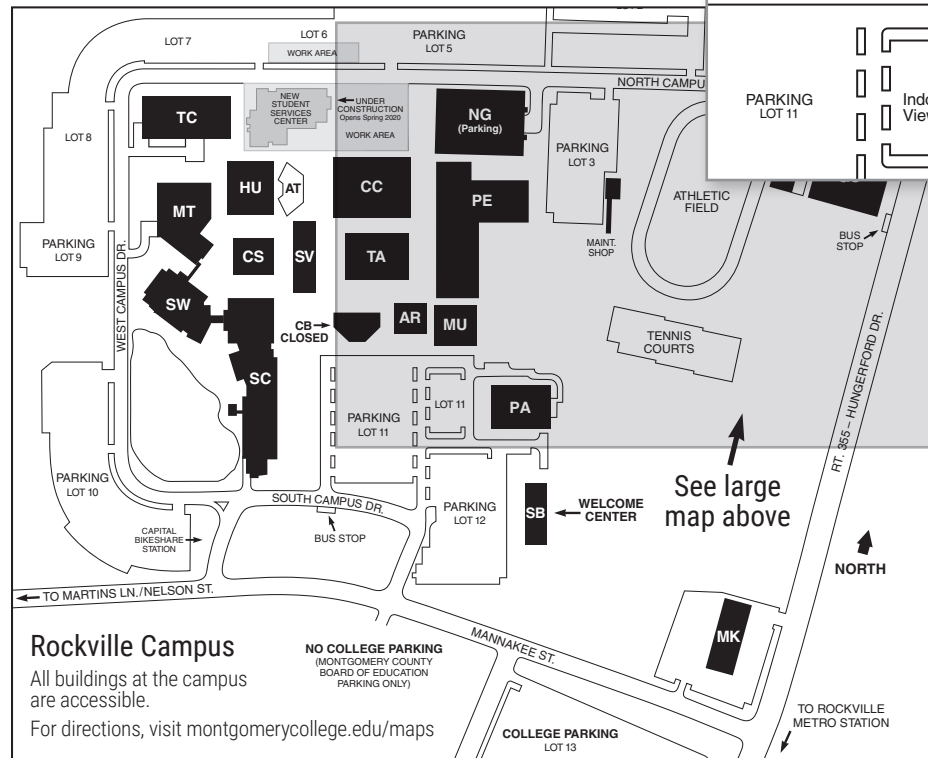 LOT 7
LOT 6
WORK AREA
PARKING
LOT 5
NORTH CAMPU
PARKING
LOT 11
Indo
View
TC
NEW
STUDENT
SERVICES
CENTER
UNDER
CONSTRUCTION
Opens Spring 2020
WORK AREA
NG
(Parking)
PARKING
LOT 3
LOT 8
HU
AT
CC
PE
MT
ATHLETIC
FIELD
MAINT.
SHOP
BUS
STOP
PARKING
LOT 9
CS
SV
TA
WEST CAMPUS DR.
SW
CB
CLOSED
AR
MU
TENNIS
COURTS
SC
PARKING
LOT 11
LOT 11
PA
RT. 355 – HUNGERFORD DR.
See large
map above
PARKING
LOT 10
SOUTH CAMPUS DR.
PARKING
LOT 12
SB
WELCOME
CENTER
CAPITAL
BIKESHARE
STATION
BUS STOP
NORTH
TO MARTINS LN./NELSON ST.
MANNAKEE ST.
MK
Rockville Campus
All buildings at the campus
are accessible.
For directions, visit montgomerycollege.edu/maps
NO COLLEGE PARKING
(MONTGOMERY COUNTY
BOARD OF EDUCATION
PARKING ONLY)
COLLEGE PARKING
LOT 13
TO ROCKVILLE
METRO STATION